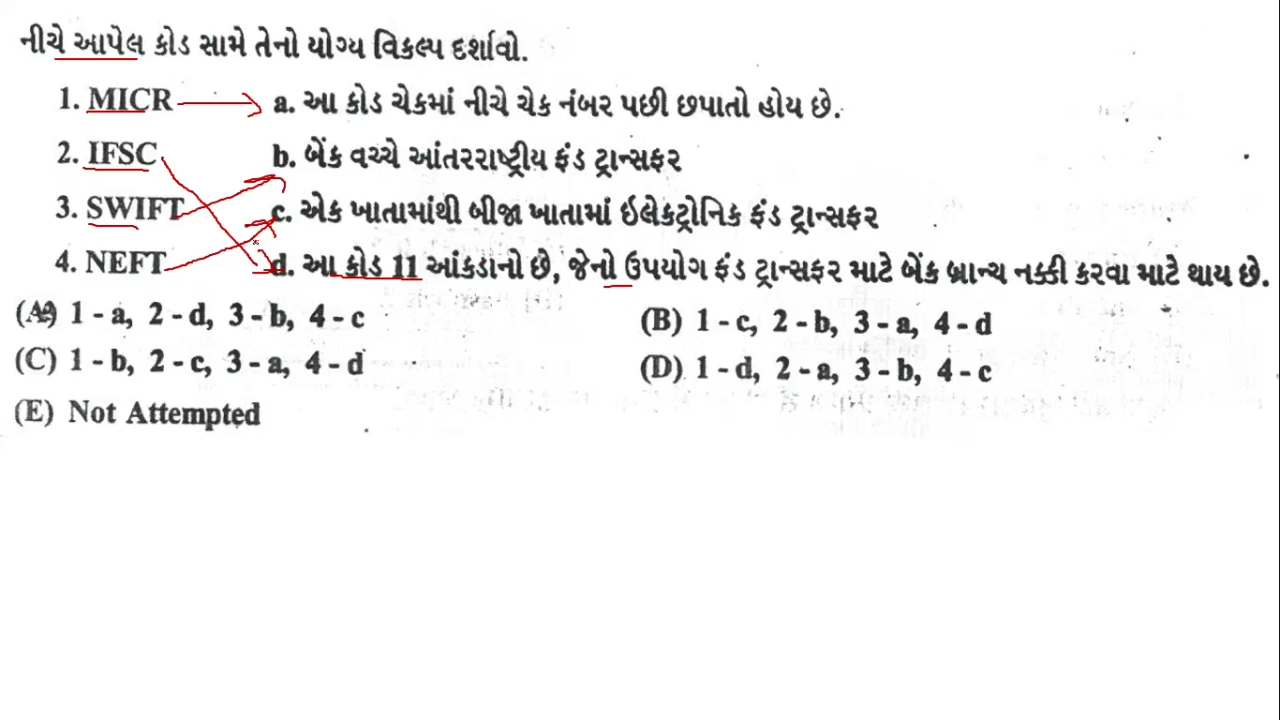 નીચે આપેલ કોડ સામે તેનો યોગ્ય વિકલ્પ દર્શાવો.
1. MICR a. આ કોડ ચેકમાં નીચે ચેક નંબર પછી છપાતો હોય છે.
2. IFSC b. બેંક વચ્ચે આંતરરાષ્ટ્રીય ફંડ ટ્રાન્સફર
3. SWIFT c. એક ખાતામાંથી બીજા ખાતામાં ઇલેક્ટ્રોનિક ફંડ ટ્રાન્સફર
4. NEFT d. આ કોડ 11 આંકડાનો છે, જેનો ઉપયોગ ફંડ ટ્રાન્સફર માટે બેંક બ્રાન્ચ નક્કી કરવા માટે થાય છે.
(A) 1 - a, 2 - d, 3 - b, 4 - c (B) 1 - c, 2 - b, 3 - a, 4 - d
(C) 1 - b, 2 - c, 3 - a, 4 - d (D) 1 - d, 2 - a, 3 - b, 4 - c
(E) Not Attempted